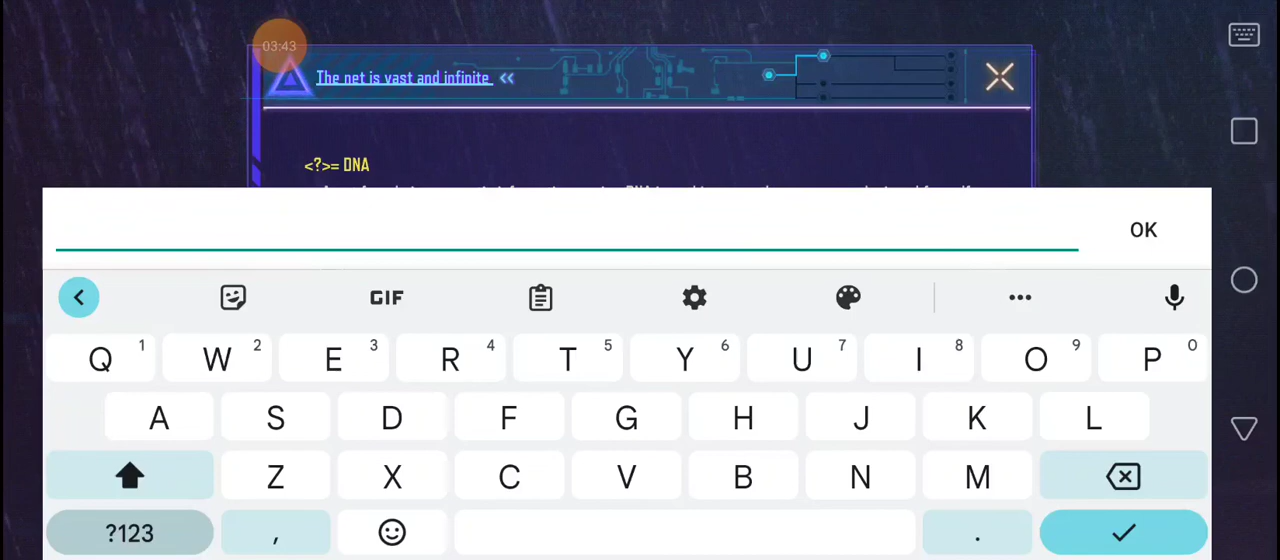 03:43
The net is vast and infinite «
<?>= DNA
OK
GIF
Q 1 W 2 E 3 R 4 T 5 Y 6 U 7 I 8 O 9 P 0
A S D F G H J K L
Z X C V B N M
?123 , .